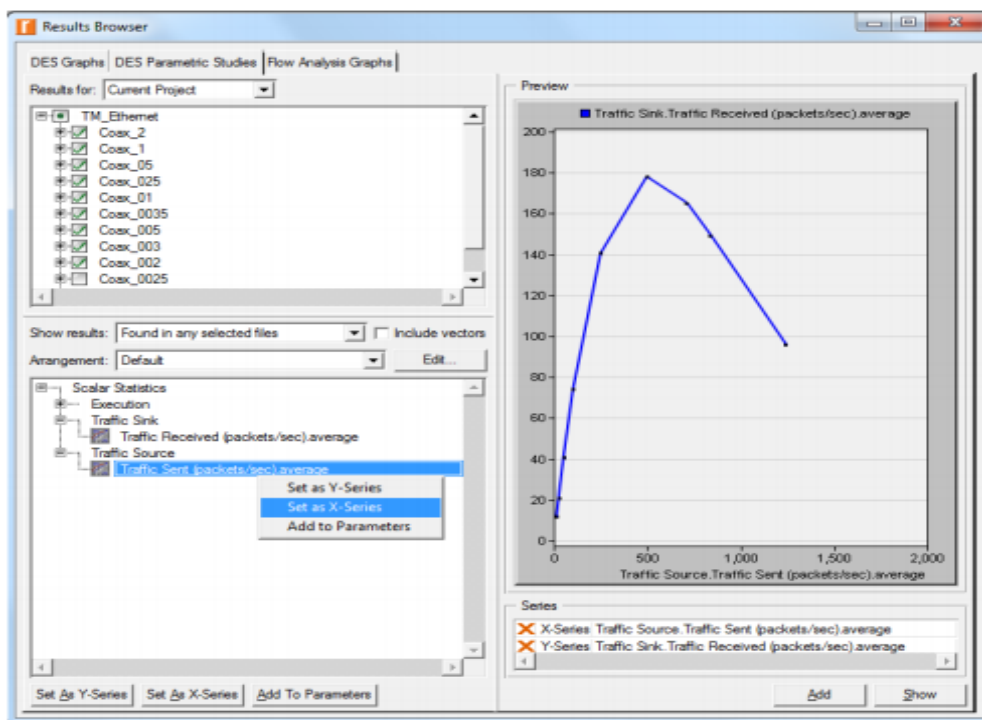 Results Browser
DES Graphs DES Parametric Studies Flow Analysis Graphs
Results for: Current Project
TM_Ethernet
Coax_2
Coax_1
Coax_05
Coax_025
Coax_01
Coax_0035
Coax_005
Coax_003
Coax_002
Coax_0025
Show results: Found in any selected files Include vectors
Arrangement: Default Edit...
Scalar Statistics
Execution
Traffic Sink
Traffic Received (packets/sec).average
Traffic Source
Traffic Sent (packets/sec).average
Set as Y-Series
Set as X-Series
Add to Parameters
Set As Y-Series Set As X-Series Add To Parameters
Preview
Traffic Sink.Traffic Received (packets/sec).average
200
180
160
140
120
100
80
60
40
20
0
0 500 1,000 1,500 2,000
Traffic Source.Traffic Sent (packets/sec).average
Series
X-Series Traffic Source.Traffic Sent (packets/sec).average
Y-Series Traffic Sink.Traffic Received (packets/sec).average
Add Show